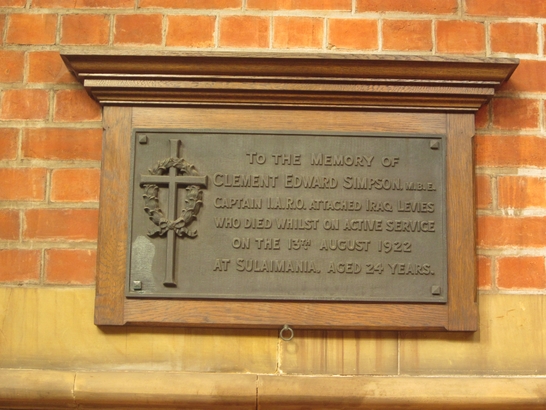 TO THE MEMORY OF
CLEMENT EDWARD SIMPSON, M.B.E.
CAPTAIN I.A.R.O. ATTACHED IRAQ LEVIES
WHO DIED WHILST ON ACTIVE SERVICE
ON THE 13TH AUGUST 1922
AT SULAIMANIA, AGED 24 YEARS.